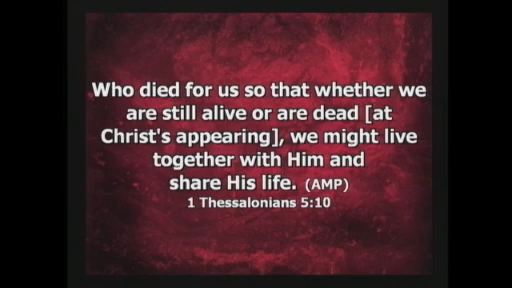 Who died for us so that whether we
are still alive or are dead [at
Christ's appearing], we might live
together with Him and
share His life. (AMP)
1 Thessalonians 5:10